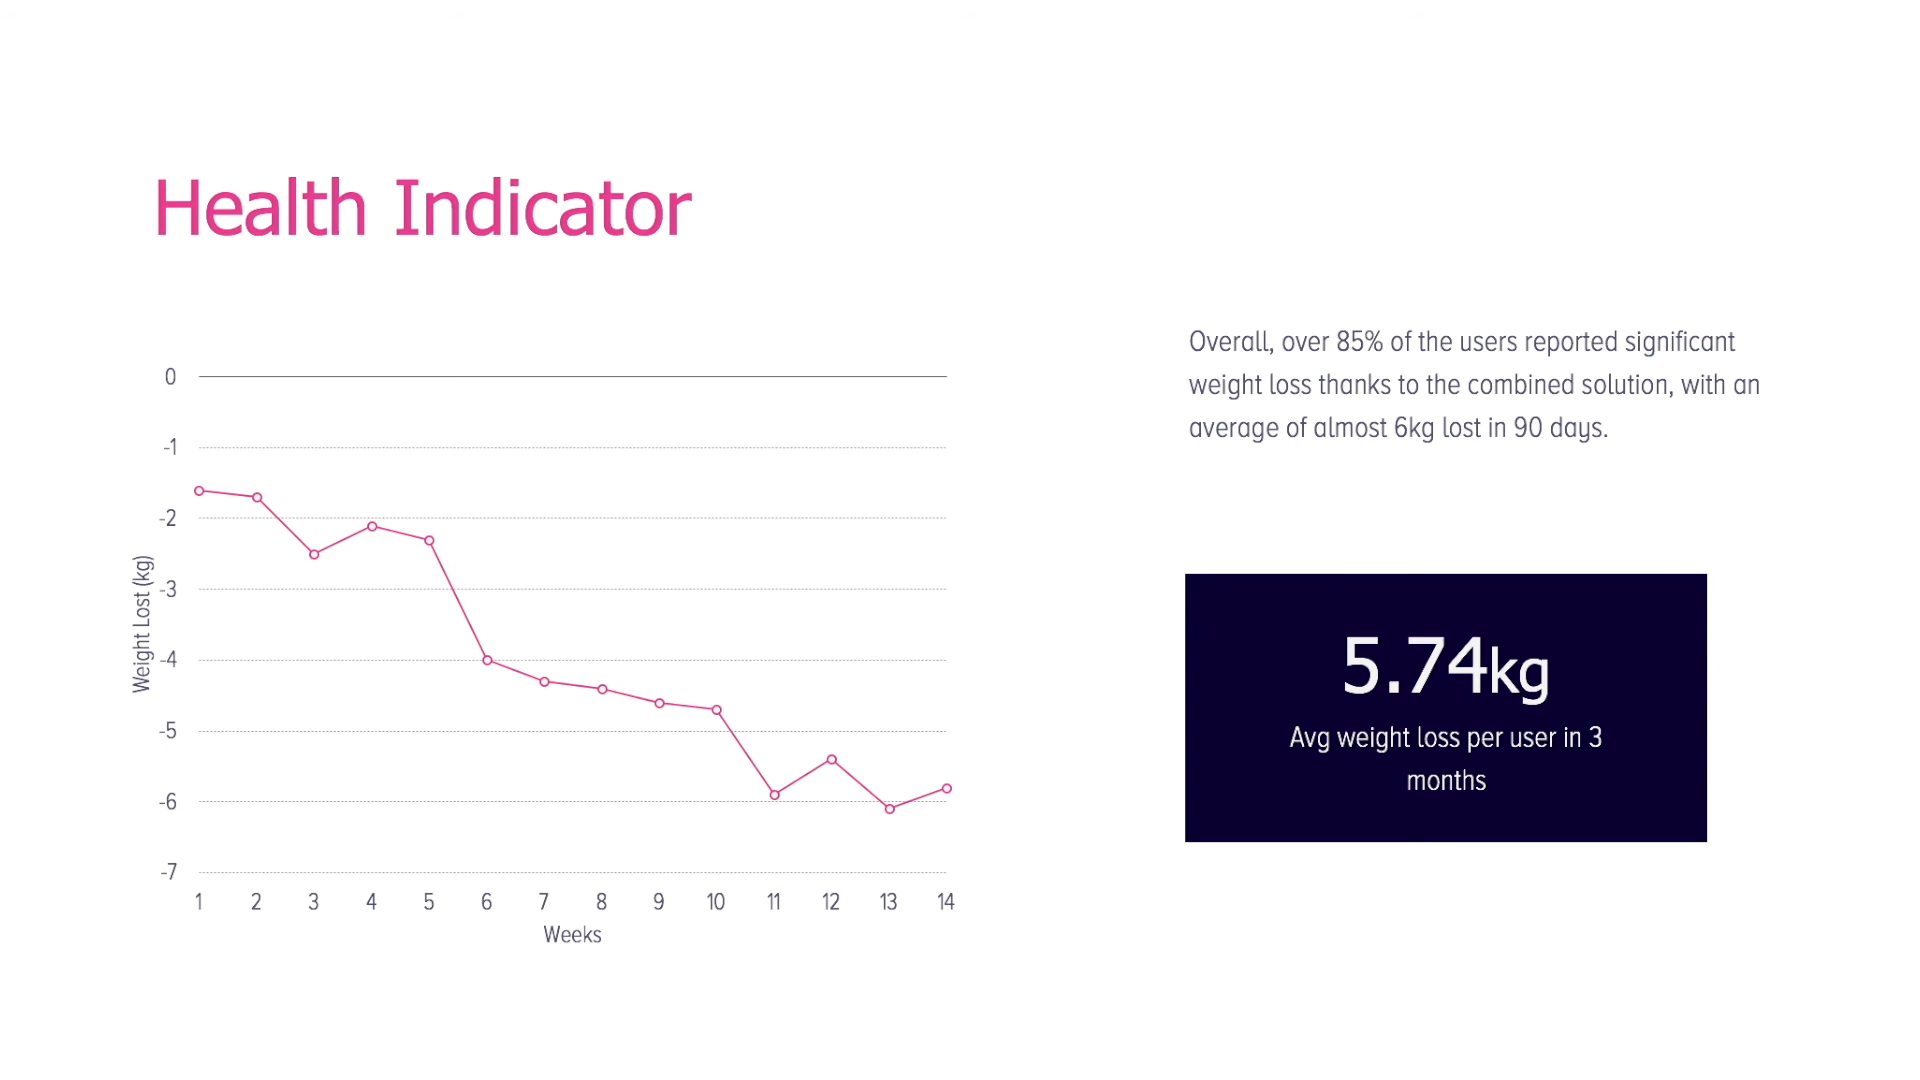 Health Indicator
Overall, over 85% of the users reported significant
weight loss thanks to the combined solution, with an
average of almost 6kg lost in 90 days.
0
-1
-2
-3
-4
-5
-6
-7
Weight Lost (kg)
1 2 3 4 5 6 7 8 9 10 11 12 13 14
Weeks
5.74kg
Avg weight loss per user in 3
months